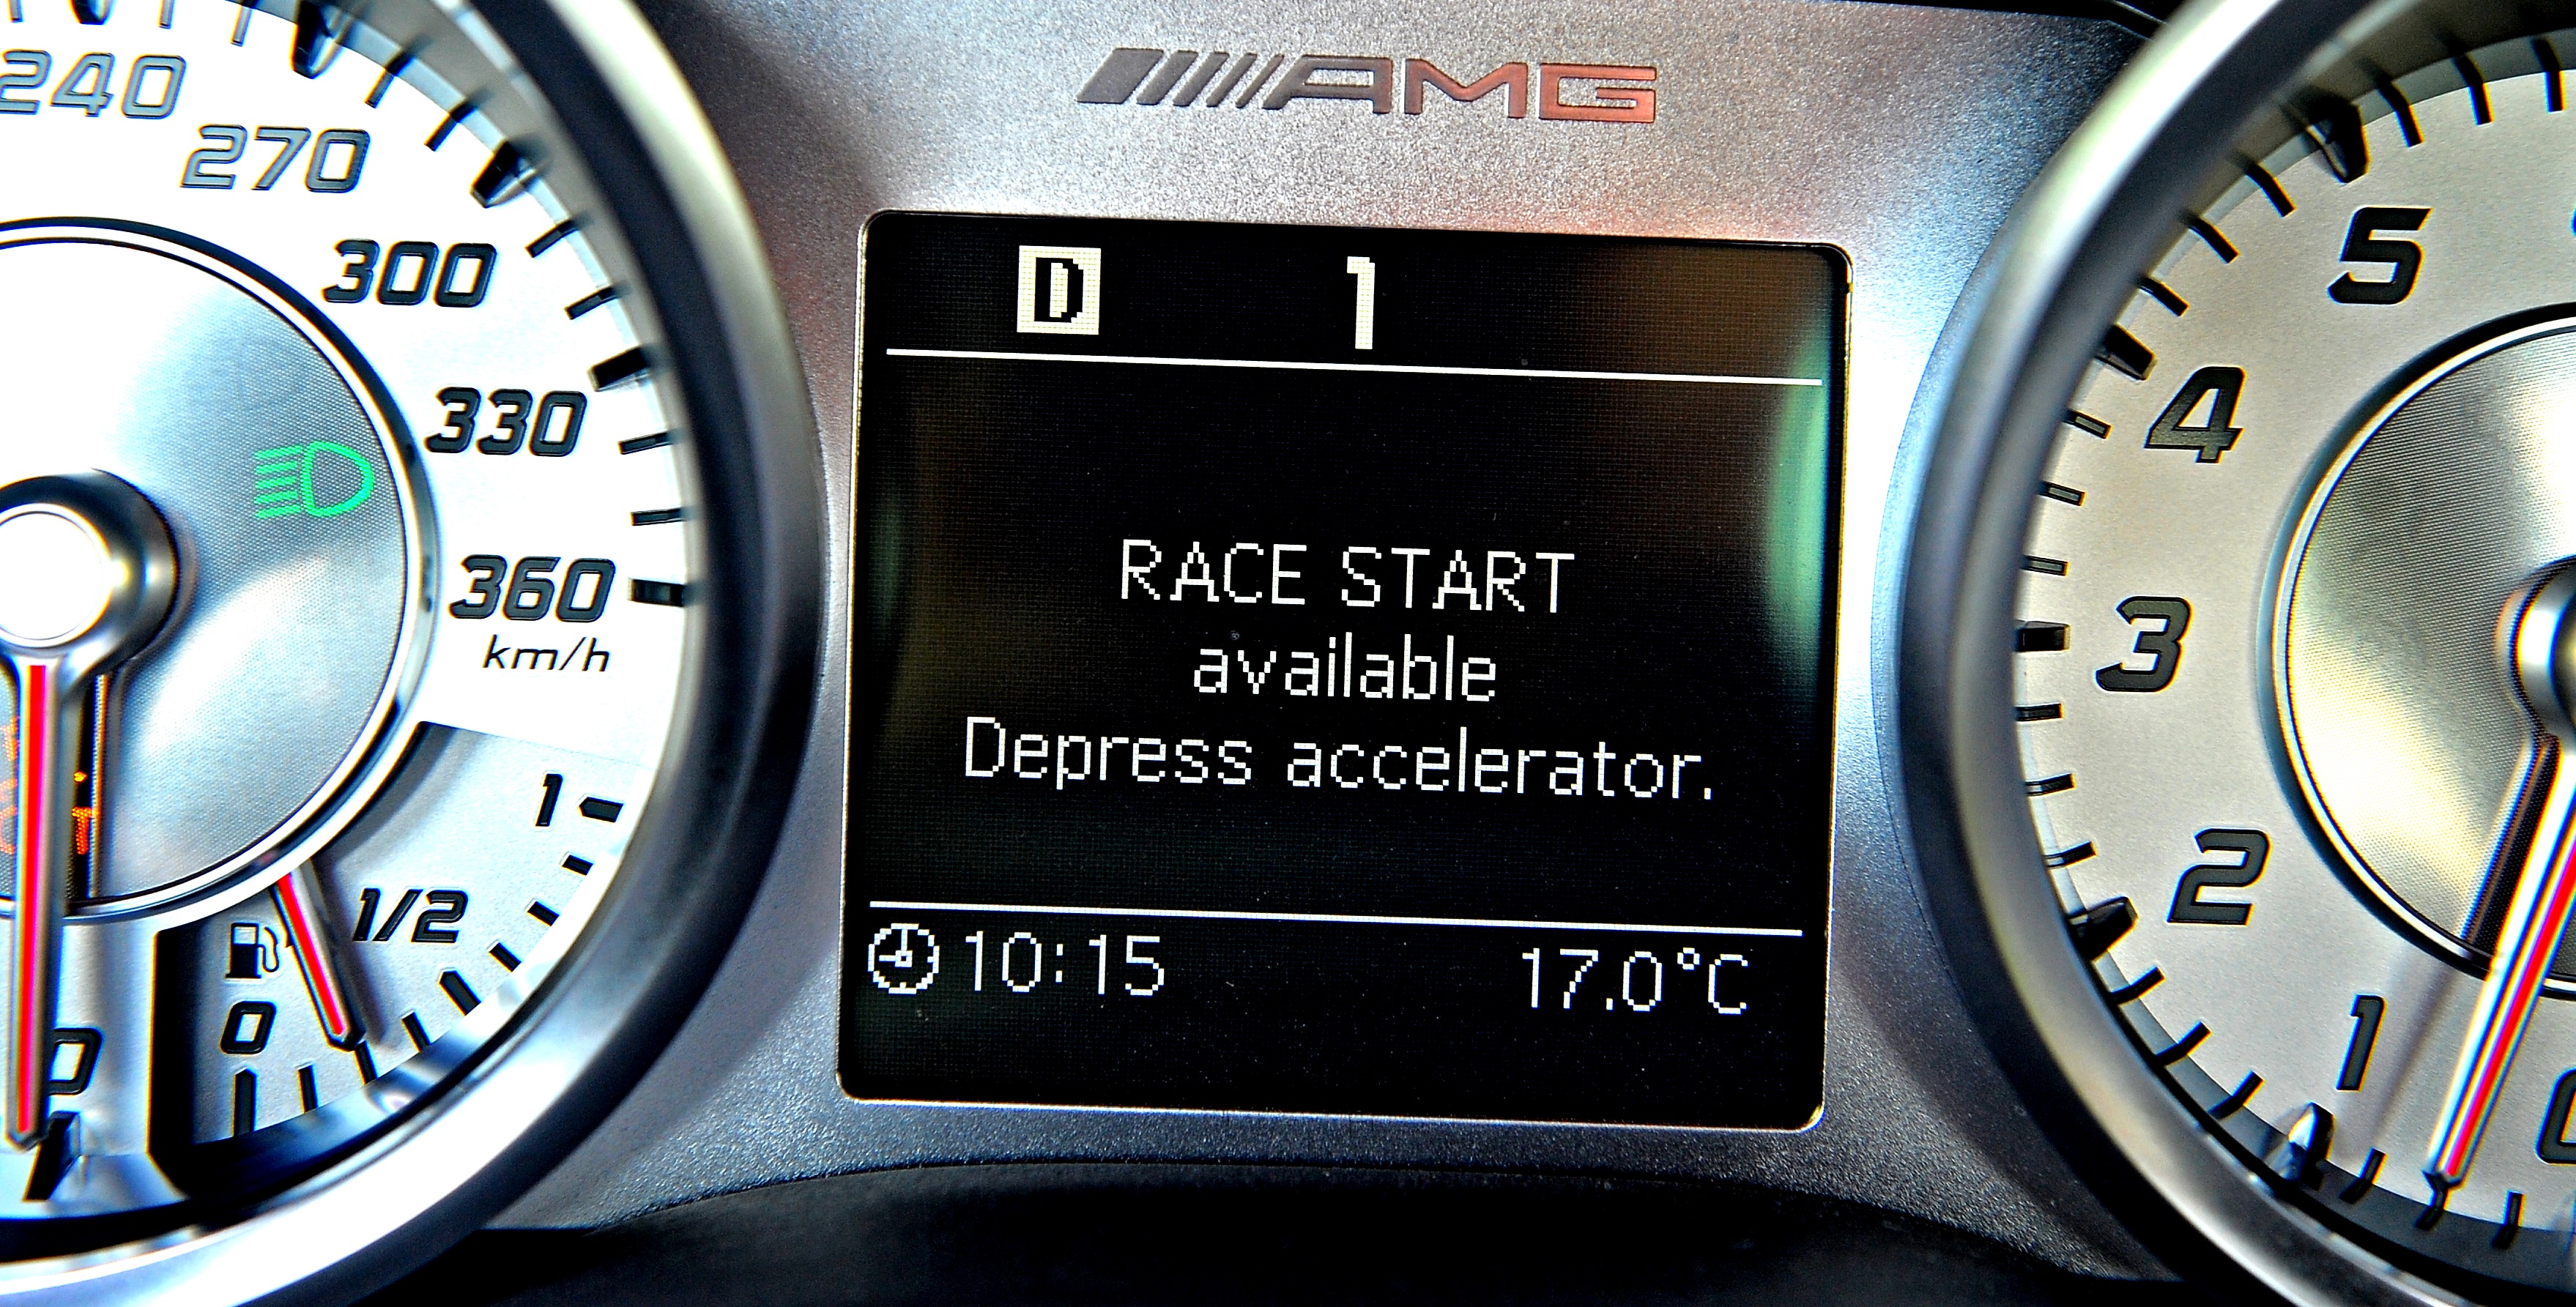 240
270
300
330
360
km/h
1
1/2
0
0
AMG
D 1
RACE START
available
Depress accelerator.
10:15 17.0°C
5
4
3
2
1